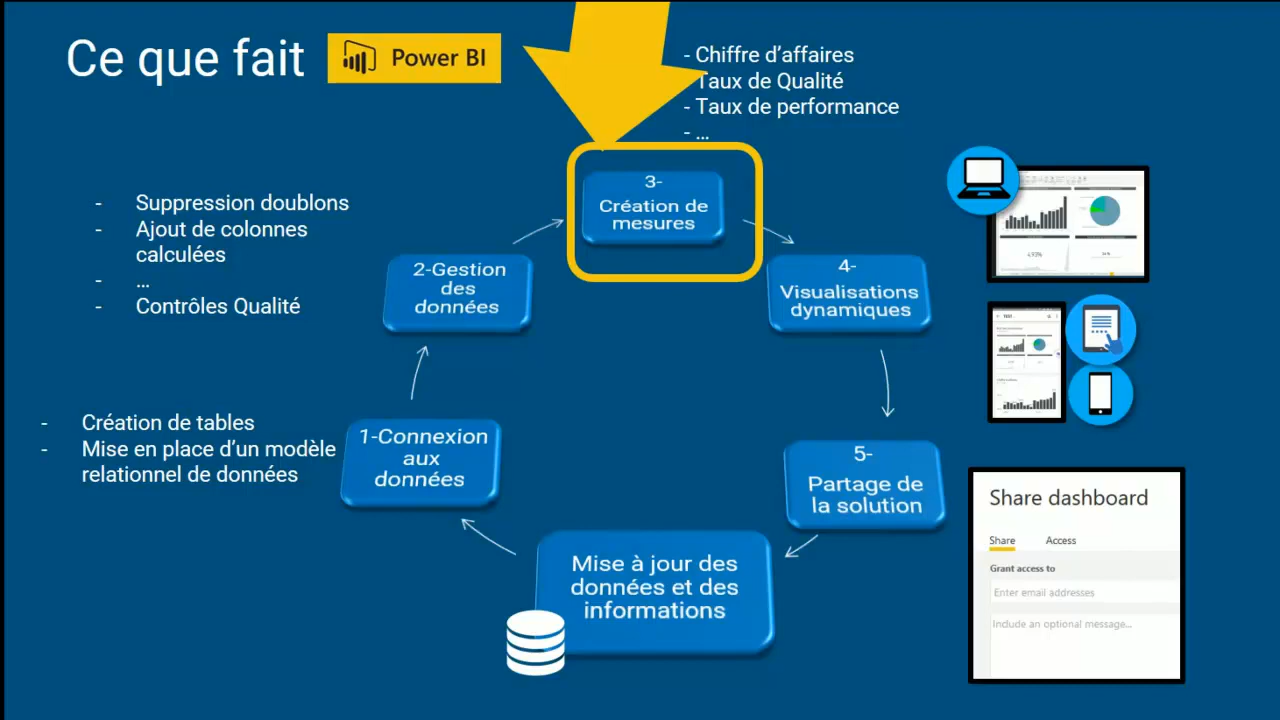 Ce que fait
Power BI
- Chiffre d’affaires
Taux de Qualité
- Taux de performance
- ...
3-
Création de
mesures
- Suppression doublons
- Ajout de colonnes
calculées
- ...
- Contrôles Qualité
2-Gestion
des
données
4-
Visualisations
dynamiques
- Création de tables
- Mise en place d’un modèle
relationnel de données
1-Connexion
aux
données
5-
Partage de
la solution
Mise à jour des
données et des
informations
Share dashboard
Share Access
Grant access to
Enter email addresses
Include an optional message...